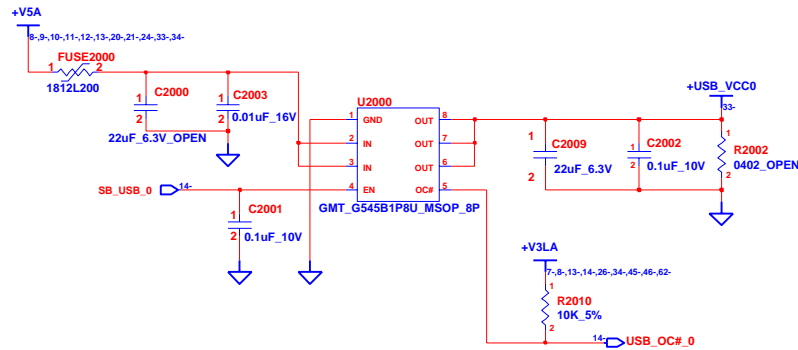 +V5A
8-,9-,10-,11-,12-,13-,20-,21-,24-,33-,34-
FUSE2000
1 2
1812L200
C2000
1
2
22uF_6.3V_OPEN
C2003
1
2
0.01uF_16V
U2000
1 GND OUT 8
2 IN OUT 7
3 IN OUT 6
4 EN OC# 5
GMT_G545B1P8U_MSOP_8P
SB_USB_0 14-
C2001
1
2
0.1uF_10V
+USB_VCC0
33-
C2009
1
2
22uF_6.3V
C2002
1
2
0.1uF_10V
1
R2002
0402_OPEN
2
+V3LA
7-,8-,13-,14-,26-,34-,45-,46-,62-
1
R2010
10K_5%
2
14- USB_OC#_0